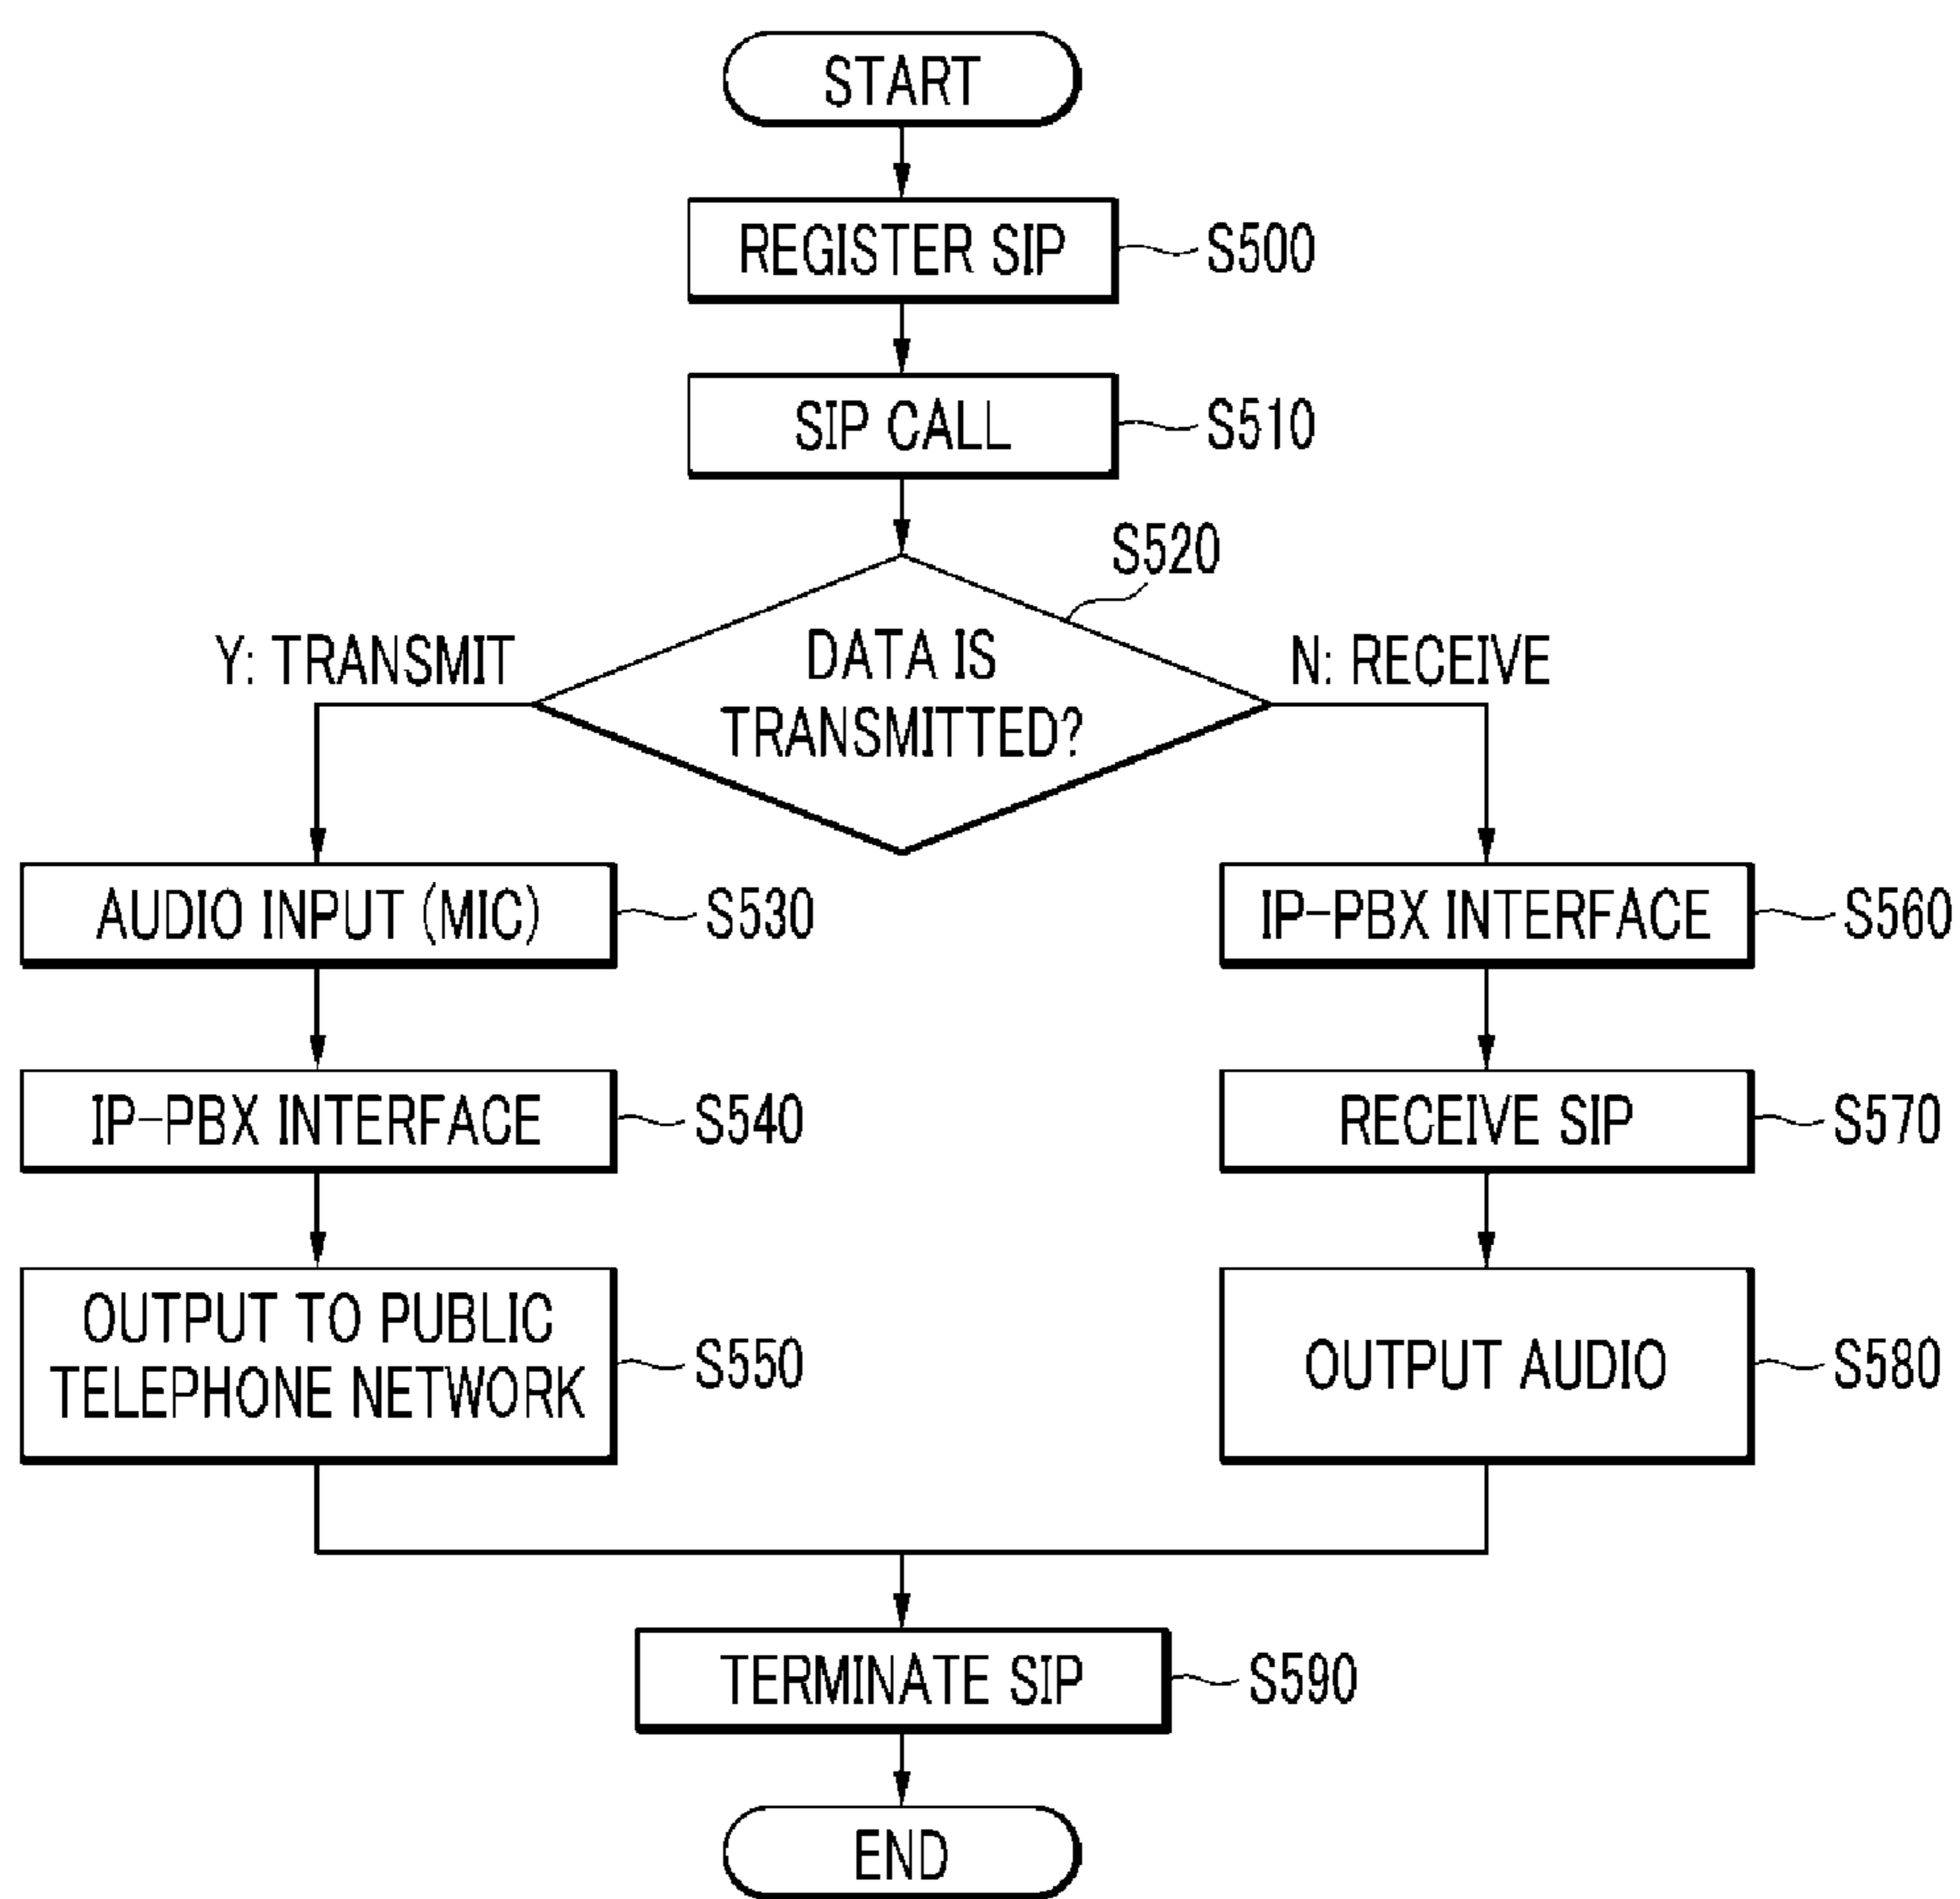 START
REGISTER SIP
S500
SIP CALL
S510
S520
Y: TRANSMIT
DATA IS
TRANSMITTED?
N: RECEIVE
AUDIO INPUT (MIC)
S530
IP-PBX INTERFACE
S540
OUTPUT TO PUBLIC
TELEPHONE NETWORK
S550
IP-PBX INTERFACE
S560
RECEIVE SIP
S570
OUTPUT AUDIO
S580
TERMINATE SIP
S590
END